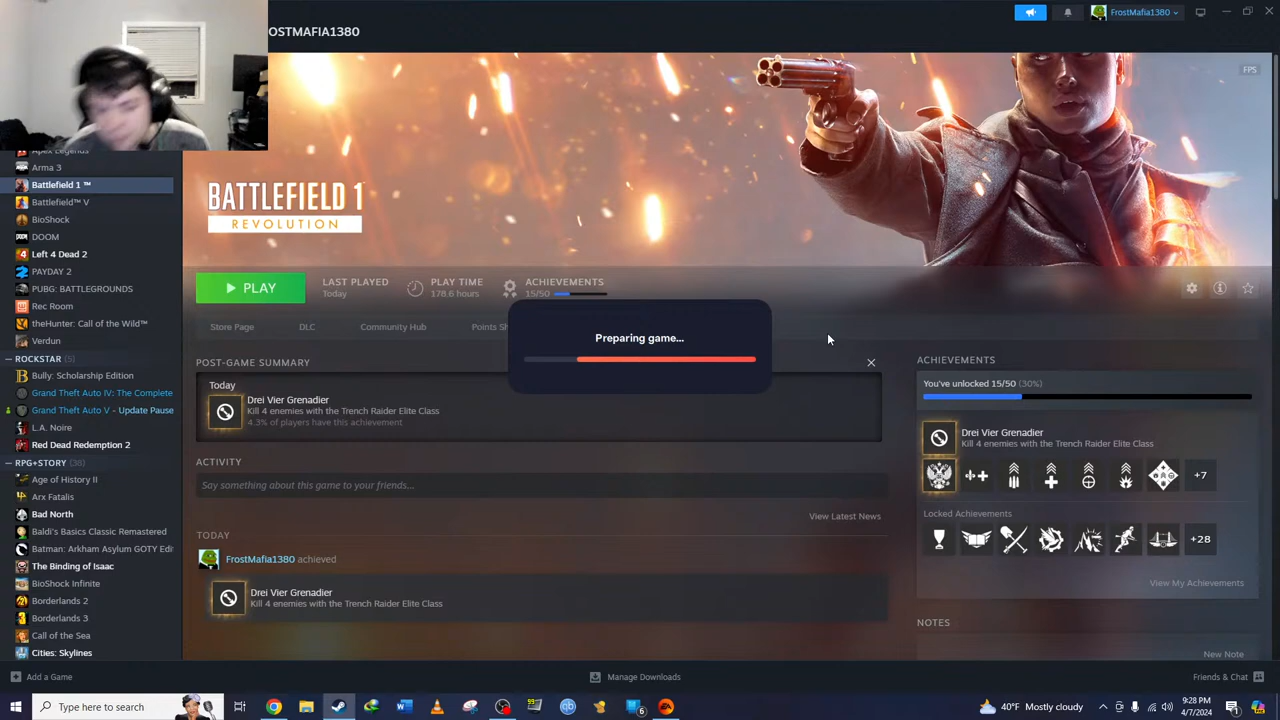 OSTMAFIA1380
FrostMafia1380
FPS
BATTLEFIELD 1
REVOLUTION
Apex Legends
Arma 3
Battlefield 1 ™
Battlefield™ V
BioShock
DOOM
Left 4 Dead 2
PAYDAY 2
PUBG: BATTLEGROUNDS
Rec Room
theHunter: Call of the Wild™
Verdun
ROCKSTAR (5)
Bully: Scholarship Edition
Grand Theft Auto IV: The Complete
Grand Theft Auto V - Update Pause
L.A. Noire
Red Dead Redemption 2
RPG+STORY (38)
Age of History II
Arx Fatalis
Bad North
Baldi's Basics Classic Remastered
Batman: Arkham Asylum GOTY Edit
The Binding of Isaac
BioShock Infinite
Borderlands 2
Borderlands 3
Call of the Sea
Cities: Skylines
PLAY
LAST PLAYED
Today
PLAY TIME
178.6 hours
ACHIEVEMENTS
15/50
Store Page
DLC
Community Hub
Points Sh
Preparing game...
POST-GAME SUMMARY
Today
Drei Vier Grenadier
Kill 4 enemies with the Trench Raider Elite Class
4.3% of players have this achievement
ACTIVITY
Say something about this game to your friends...
View Latest News
TODAY
FrostMafia1380 achieved
Drei Vier Grenadier
Kill 4 enemies with the Trench Raider Elite Class
ACHIEVEMENTS
You've unlocked 15/50 (30%)
Drei Vier Grenadier
Kill 4 enemies with the Trench Raider Elite Class
+7
Locked Achievements
+28
View My Achievements
NOTES
New Note
Add a Game
Manage Downloads
Friends & Chat
Type here to search
40°F Mostly cloudy
9:28 PM
4/7/2024